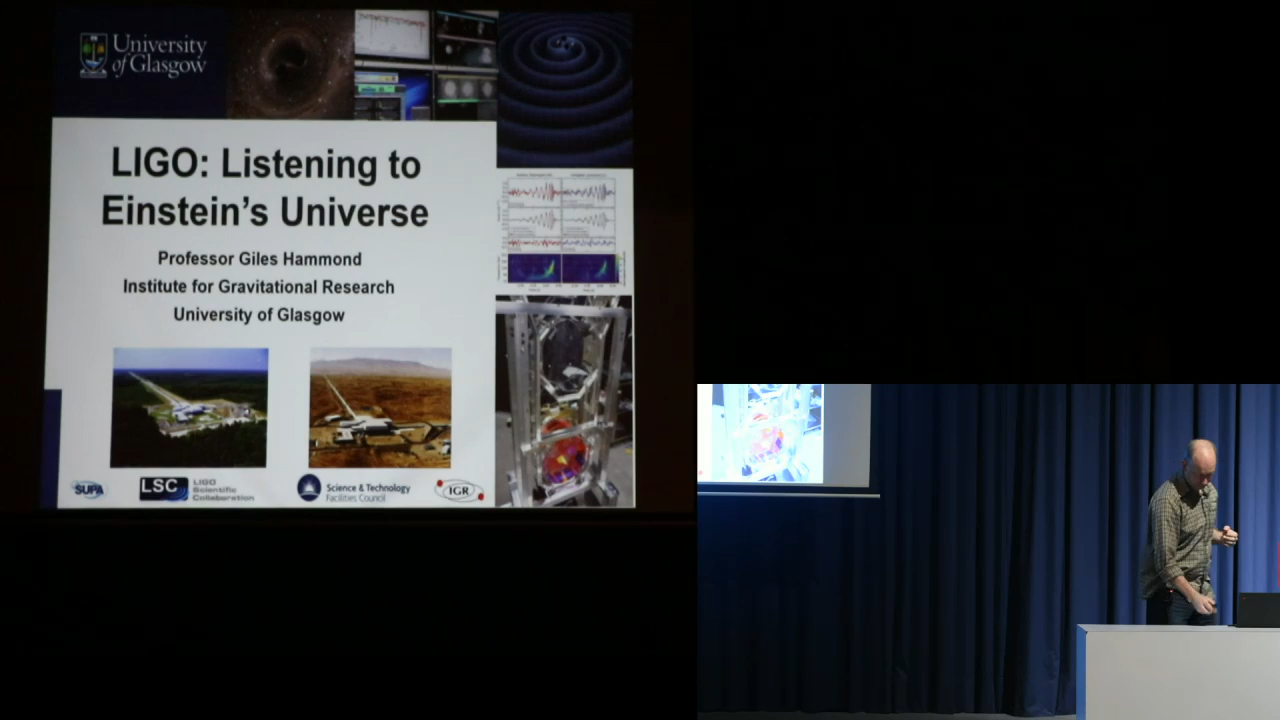 University
of Glasgow
LIGO: Listening to
Einstein's Universe
Professor Giles Hammond
Institute for Gravitational Research
University of Glasgow
SUPA
LSC
LIGO
Scientific
Collaboration
Science & Technology
Facilities Council
IGR